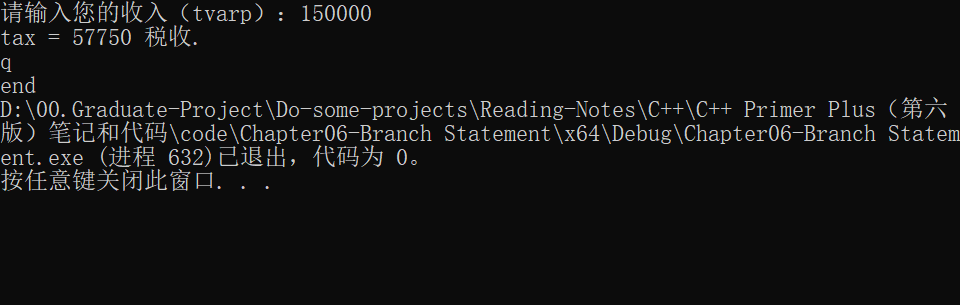 请输入您的收入（tvarp）：150000
tax = 57750 税收.
q
end
D:\00.Graduate-Project\Do-some-projects\Reading-Notes\C++\C++ Primer Plus（第六
版）笔记和代码\code\Chapter06-Branch Statement\x64\Debug\Chapter06-Branch Statem
ent.exe (进程 632)已退出，代码为 0。
按任意键关闭此窗口. . .